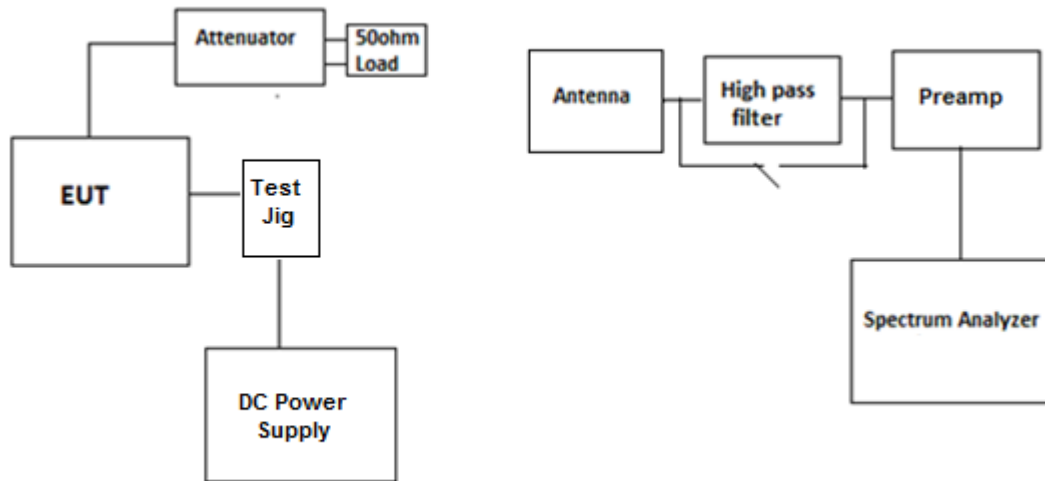 Attenuator
50ohm
Load
EUT
Test
Jig
DC Power
Supply
Antenna
High pass
filter
Preamp
Spectrum Analyzer